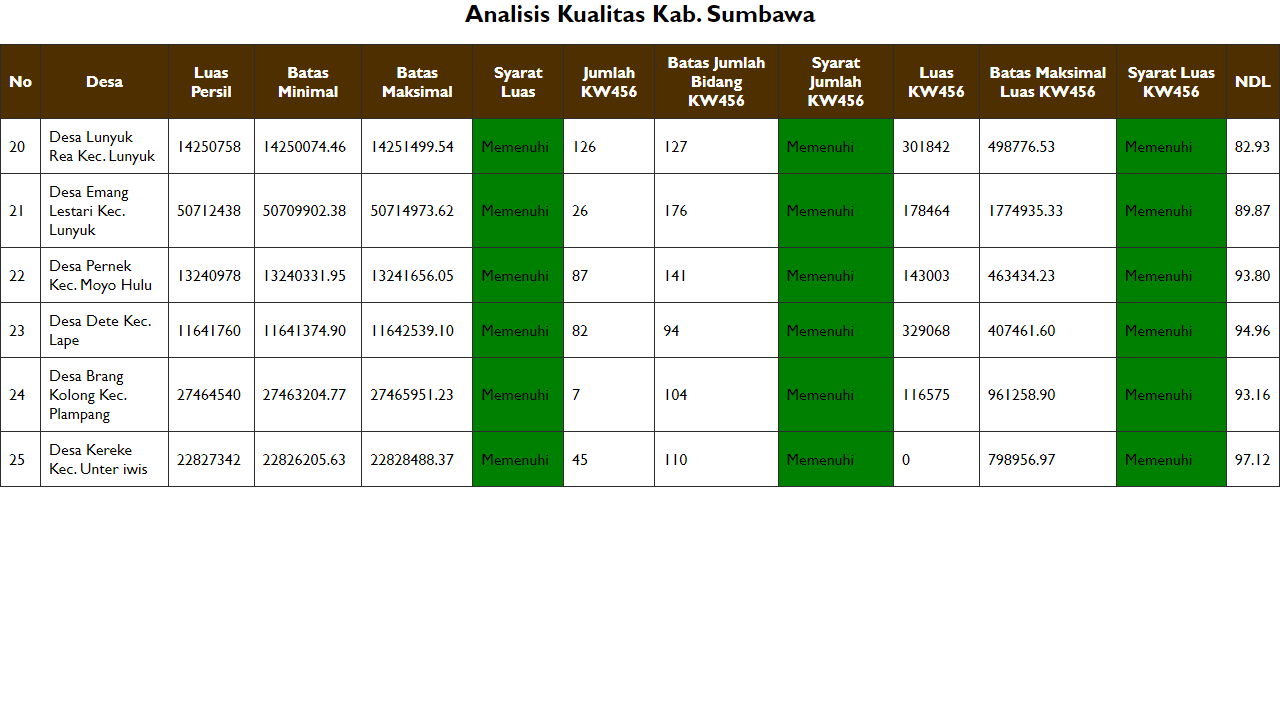 Analisis Kualitas Kab. Sumbawa
No Desa Luas Persil Batas Minimal Batas Maksimal Syarat Luas Jumlah KW456 Batas Jumlah Bidang KW456 Syarat Jumlah KW456 Luas KW456 Batas Maksimal Luas KW456 Syarat Luas KW456 NDL
20 Desa Lunyuk Rea Kec. Lunyuk 14250758 14250074.46 14251499.54 Memenuhi 126 127 Memenuhi 301842 498776.53 Memenuhi 82.93
21 Desa Emang Lestari Kec. Lunyuk 50712438 50709902.38 50714973.62 Memenuhi 26 176 Memenuhi 178464 1774935.33 Memenuhi 89.87
22 Desa Pernek Kec. Moyo Hulu 13240978 13240331.95 13241656.05 Memenuhi 87 141 Memenuhi 143003 463434.23 Memenuhi 93.80
23 Desa Dete Kec. Lape 11641760 11641374.90 11642539.10 Memenuhi 82 94 Memenuhi 329068 407461.60 Memenuhi 94.96
24 Desa Brang Kolong Kec. Plampang 27464540 27463204.77 27465951.23 Memenuhi 7 104 Memenuhi 116575 961258.90 Memenuhi 93.16
25 Desa Kereke Kec. Unter iwis 22827342 22826205.63 22828488.37 Memenuhi 45 110 Memenuhi 0 798956.97 Memenuhi 97.12